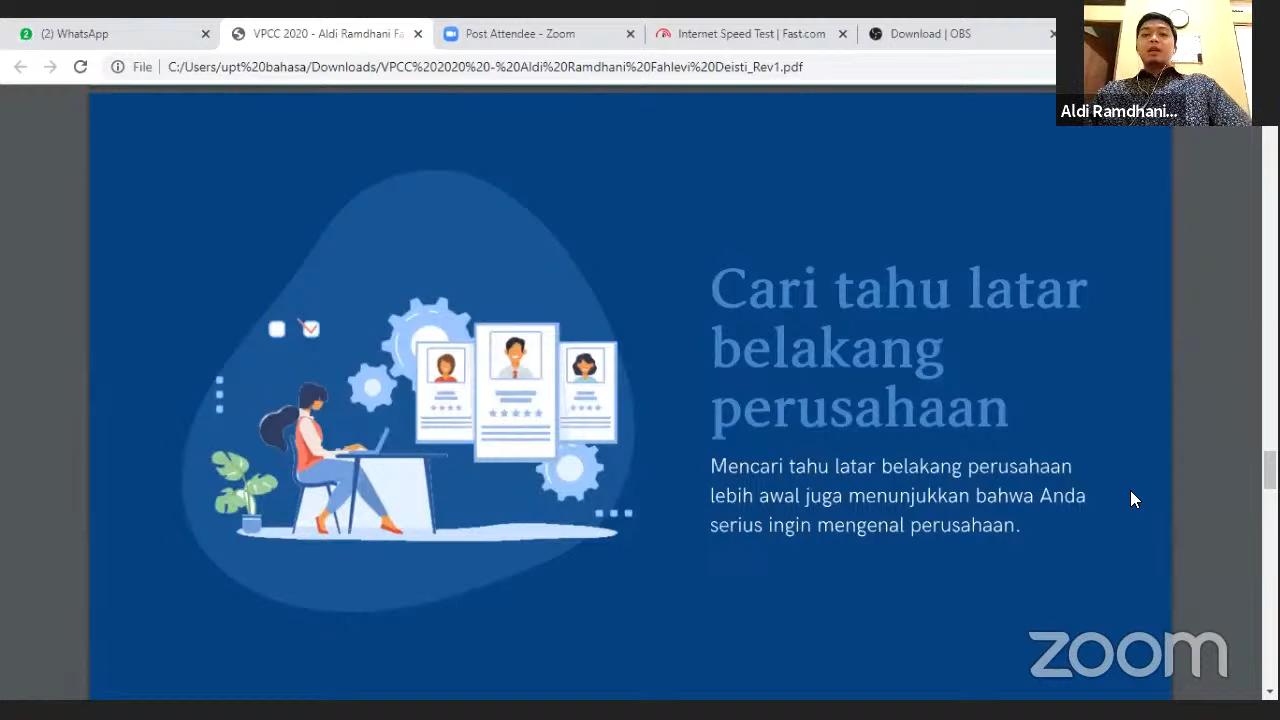 2
(2) WhatsApp
VPCC 2020 - Aldi Ramdhani Fa
Post Attendee - Zoom
Internet Speed Test | Fast.com
Download | OBS
File
C:/Users/upt%20bahasa/Downloads/VPCC%202020%20-%20Aldi%20Ramdhani%20Fahlevi%20Deisti_Rev1.pdf
Aldi Ramdhani...
Cari tahu latar
belakang
perusahaan
Mencari tahu latar belakang perusahaan
lebih awal juga menunjukkan bahwa Anda
serius ingin mengenal perusahaan.
zoom